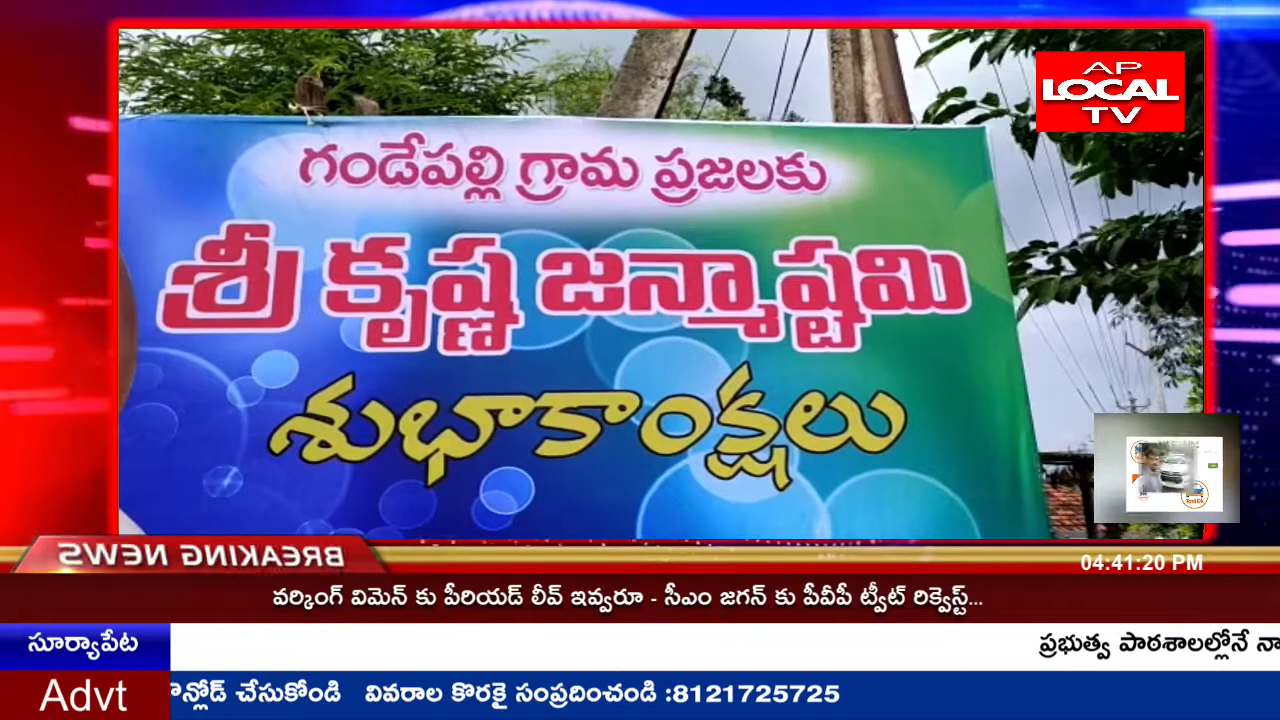 AP
LOCAL
TV
గండేపల్లి గ్రామ ప్రజలకు
శ్రీ కృష్ణ జన్మాష్టమి
శుభాకాంక్షలు
BREAKING NEWS
04:41:20 PM
వర్కింగ్ విమెన్ కు పీరియడ్ లీవ్ ఇవ్వరూ - సీఎం జగన్ కు పీవీపీ ట్వీట్ రిక్వెస్ట్...
సూర్యాపేట
ప్రభుత్వ పాఠశాలల్లోనే నా
Advt
చేసుకోండి వివరాల కొరకై సంప్రదించండి :8121725725